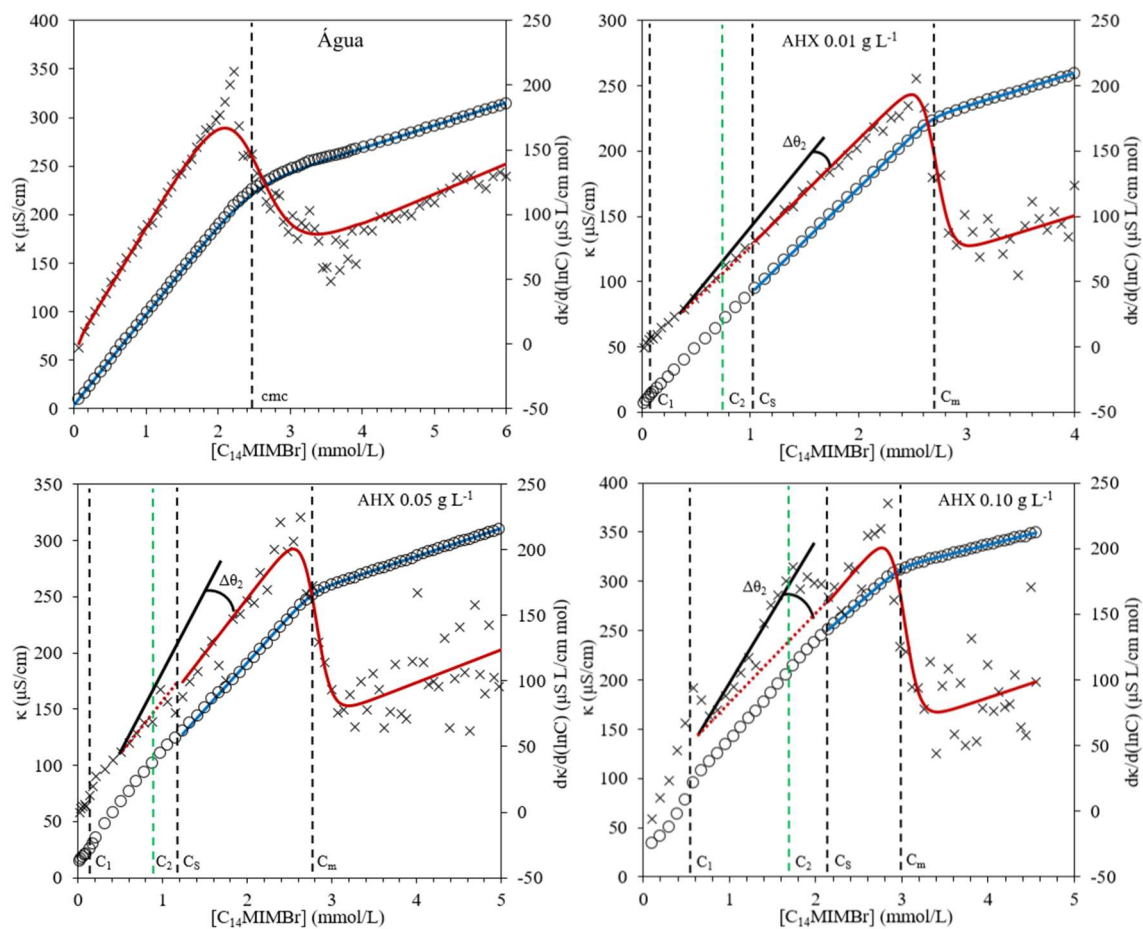 Água
400
350
300
250
200
150
100
50
0
κ (μS/cm)
250
200
150
100
50
0
-50
dκ/d(lnC) (μS L/cm mol)
cmc
0 1 2 3 4 5 6
[C₁₄MIMBr] (mmol/L)
AHX 0.01 g L⁻¹
300
250
200
150
100
50
0
κ (μS/cm)
250
200
150
100
50
0
-50
dκ/d(lnC) (μS L/cm mol)
Δθ₂
C₁ C₂ Cₛ Cₘ
0 1 2 3 4
[C₁₄MIMBr] (mmol/L)
AHX 0.05 g L⁻¹
350
300
250
200
150
100
50
0
κ (μS/cm)
250
200
150
100
50
0
-50
dκ/d(lnC) (μS L/cm mol)
Δθ₂
C₁ C₂ Cₛ Cₘ
0 1 2 3 4 5
[C₁₄MIMBr] (mmol/L)
AHX 0.10 g L⁻¹
400
350
300
250
200
150
100
50
0
κ (μS/cm)
250
200
150
100
50
0
-50
dκ/d(lnC) (μS L/cm mol)
Δθ₂
C₁ C₂ Cₛ Cₘ
0 1 2 3 4 5
[C₁₄MIMBr] (mmol/L)